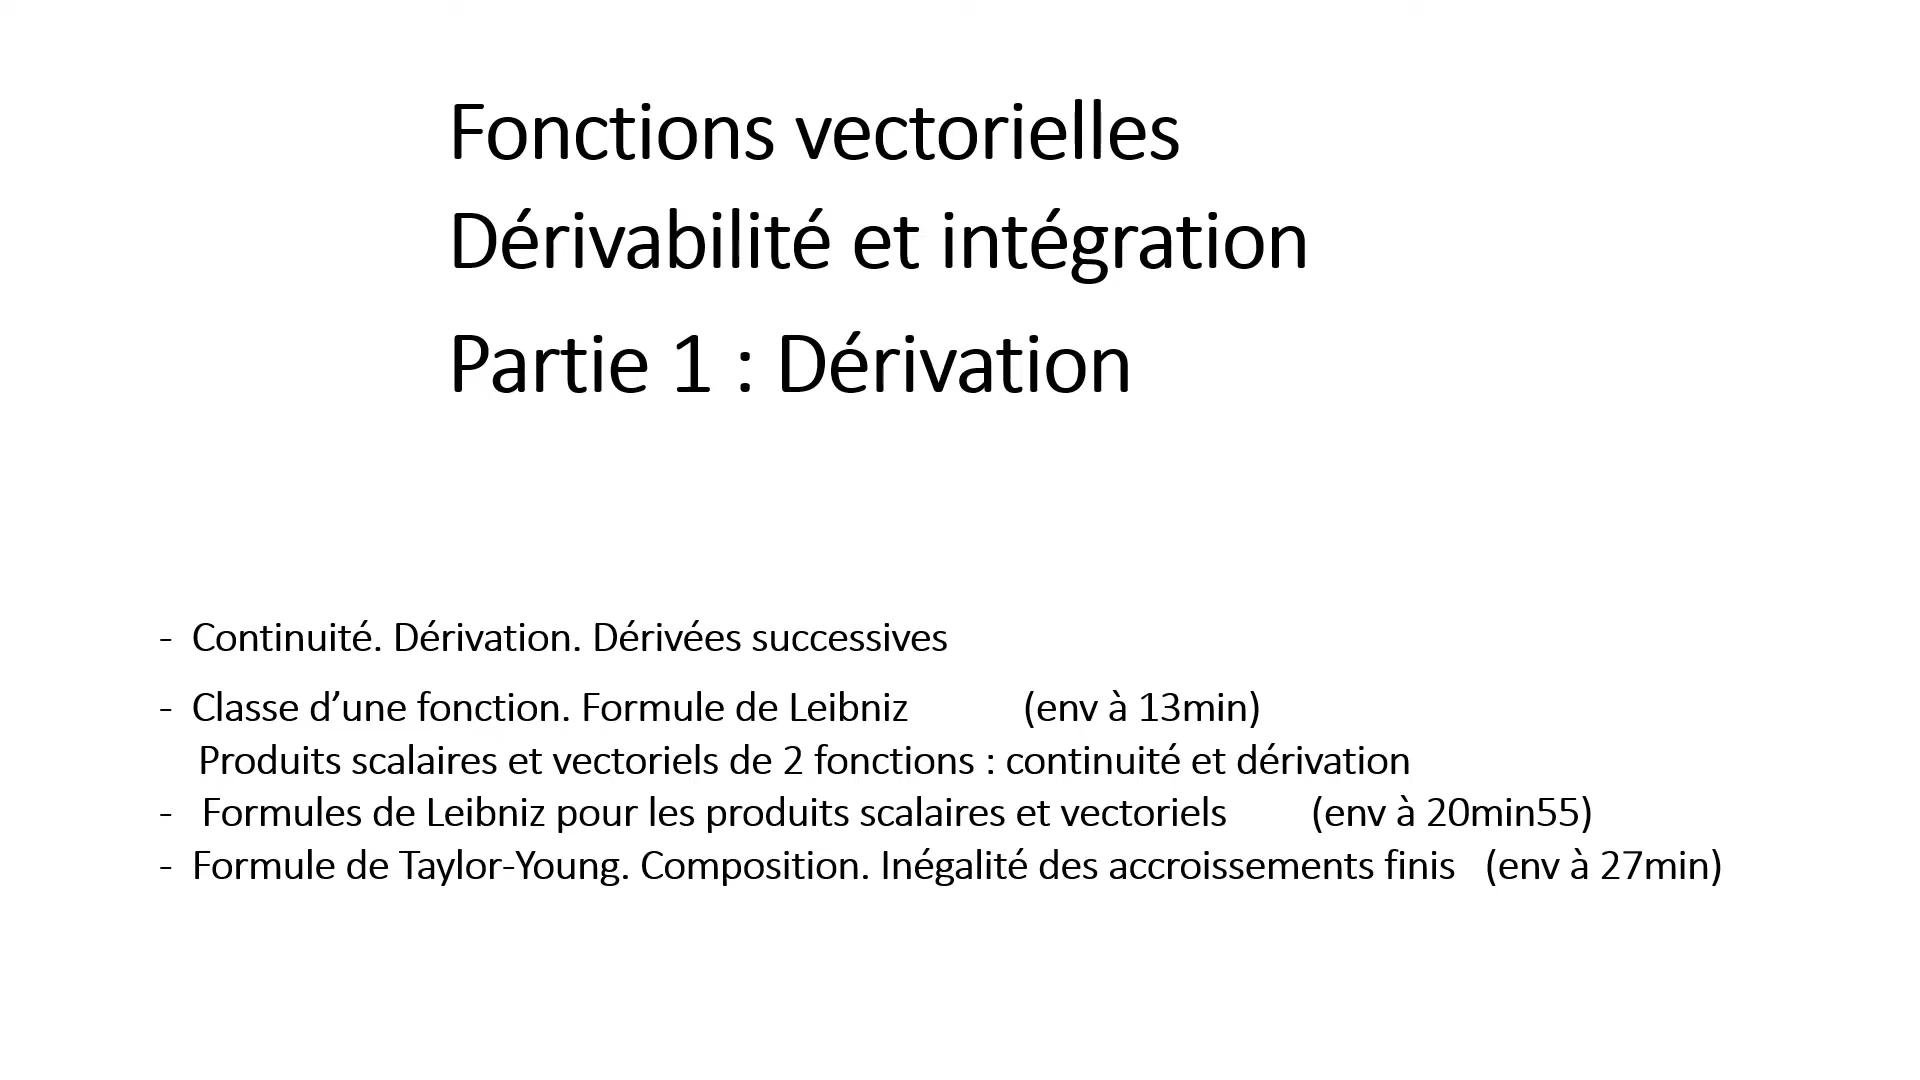 Fonctions vectorielles
Dérivabilité et intégration
Partie 1 : Dérivation
- Continuité. Dérivation. Dérivées successives
- Classe d’une fonction. Formule de Leibniz (env à 13min)
Produits scalaires et vectoriels de 2 fonctions : continuité et dérivation
- Formules de Leibniz pour les produits scalaires et vectoriels (env à 20min55)
- Formule de Taylor-Young. Composition. Inégalité des accroissements finis (env à 27min)